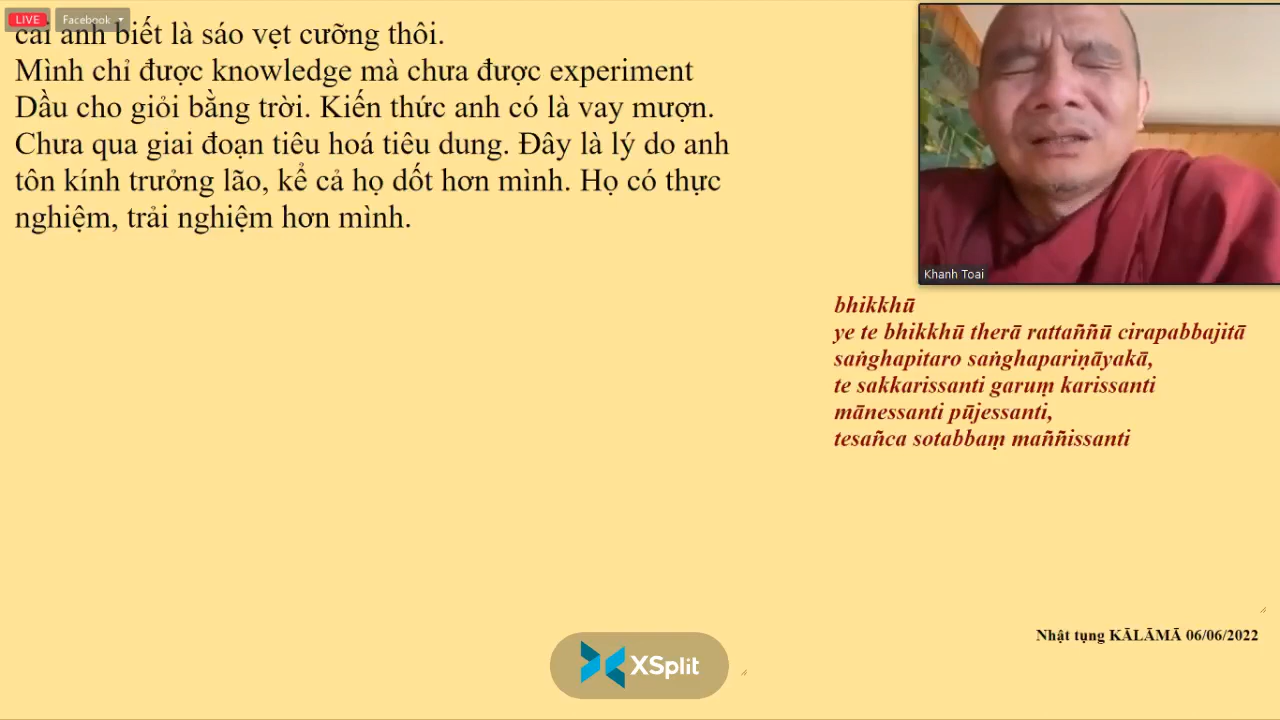 LIVE Facebook
cái anh biết là sáo vẹt cưỡng thôi.
Mình chỉ được knowledge mà chưa được experiment
Dầu cho giỏi bằng trời. Kiến thức anh có là vay mượn.
Chưa qua giai đoạn tiêu hoá tiêu dung. Đây là lý do anh
tôn kính trưởng lão, kể cả họ dốt hơn mình. Họ có thực
nghiệm, trải nghiệm hơn mình.
Khanh Toai
bhikkhū
ye te bhikkhū therā rattaññū cirapabbajitā
saṅghapitaro saṅghapariṇāyakā,
te sakkarissanti garuṃ karissanti
mānessanti pūjessanti,
tesañca sotabbaṃ maññissanti
Nhật tụng KĀLĀMĀ 06/06/2022
XSplit